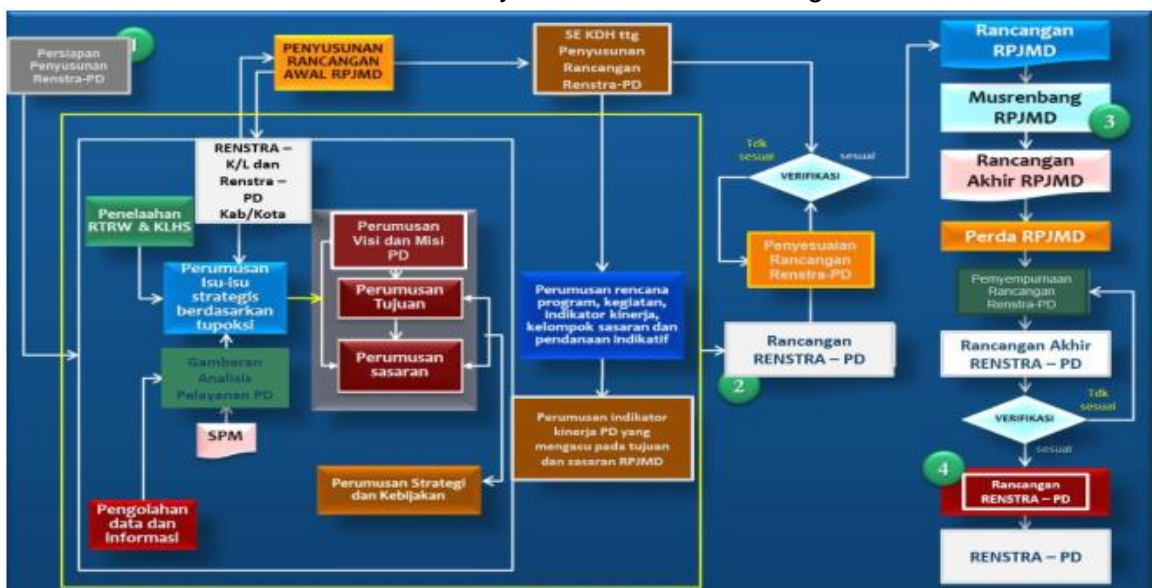 1
Persiapan
Penyusunan
Renstra-PD
PENYUSUNAN
RANCANGAN
AWAL RPJMD
SE KDH ttg
Penyusunan
Rancangan
Renstra-PD
Rancangan
RPJMD
Musrenbang
RPJMD
3
Rancangan
Akhir RPJMD
Perda RPJMD
Penyempurnaan
Rancangan
Renstra-PD
Rancangan Akhir
RENSTRA – PD
Tdk
sesuai
VERIFIKASI
sesuai
4
Rancangan
RENSTRA – PD
RENSTRA – PD
RENSTRA –
K/L dan
Renstra –
PD
Kab/Kota
Penelaahan
RTRW & KLHS
Perumusan
Isu-isu
strategis
berdasarkan
tupoksi
Gambaran
Analisis
Pelayanan PD
SPM
Pengolahan
data dan
informasi
Perumusan
Visi dan Misi
PD
Perumusan
Tujuan
Perumusan
sasaran
Perumusan Strategi
dan Kebijakan
Perumusan rencana
program, kegiatan,
indikator kinerja,
kelompok sasaran dan
pendanaan indikatif
Perumusan indikator
kinerja PD yang
mengacu pada tujuan
dan sasaran RPJMD
Tdk
sesuai
sesuai
VERIFIKASI
Penyesuaian
Rancangan
Renstra-PD
Rancangan
RENSTRA – PD
2